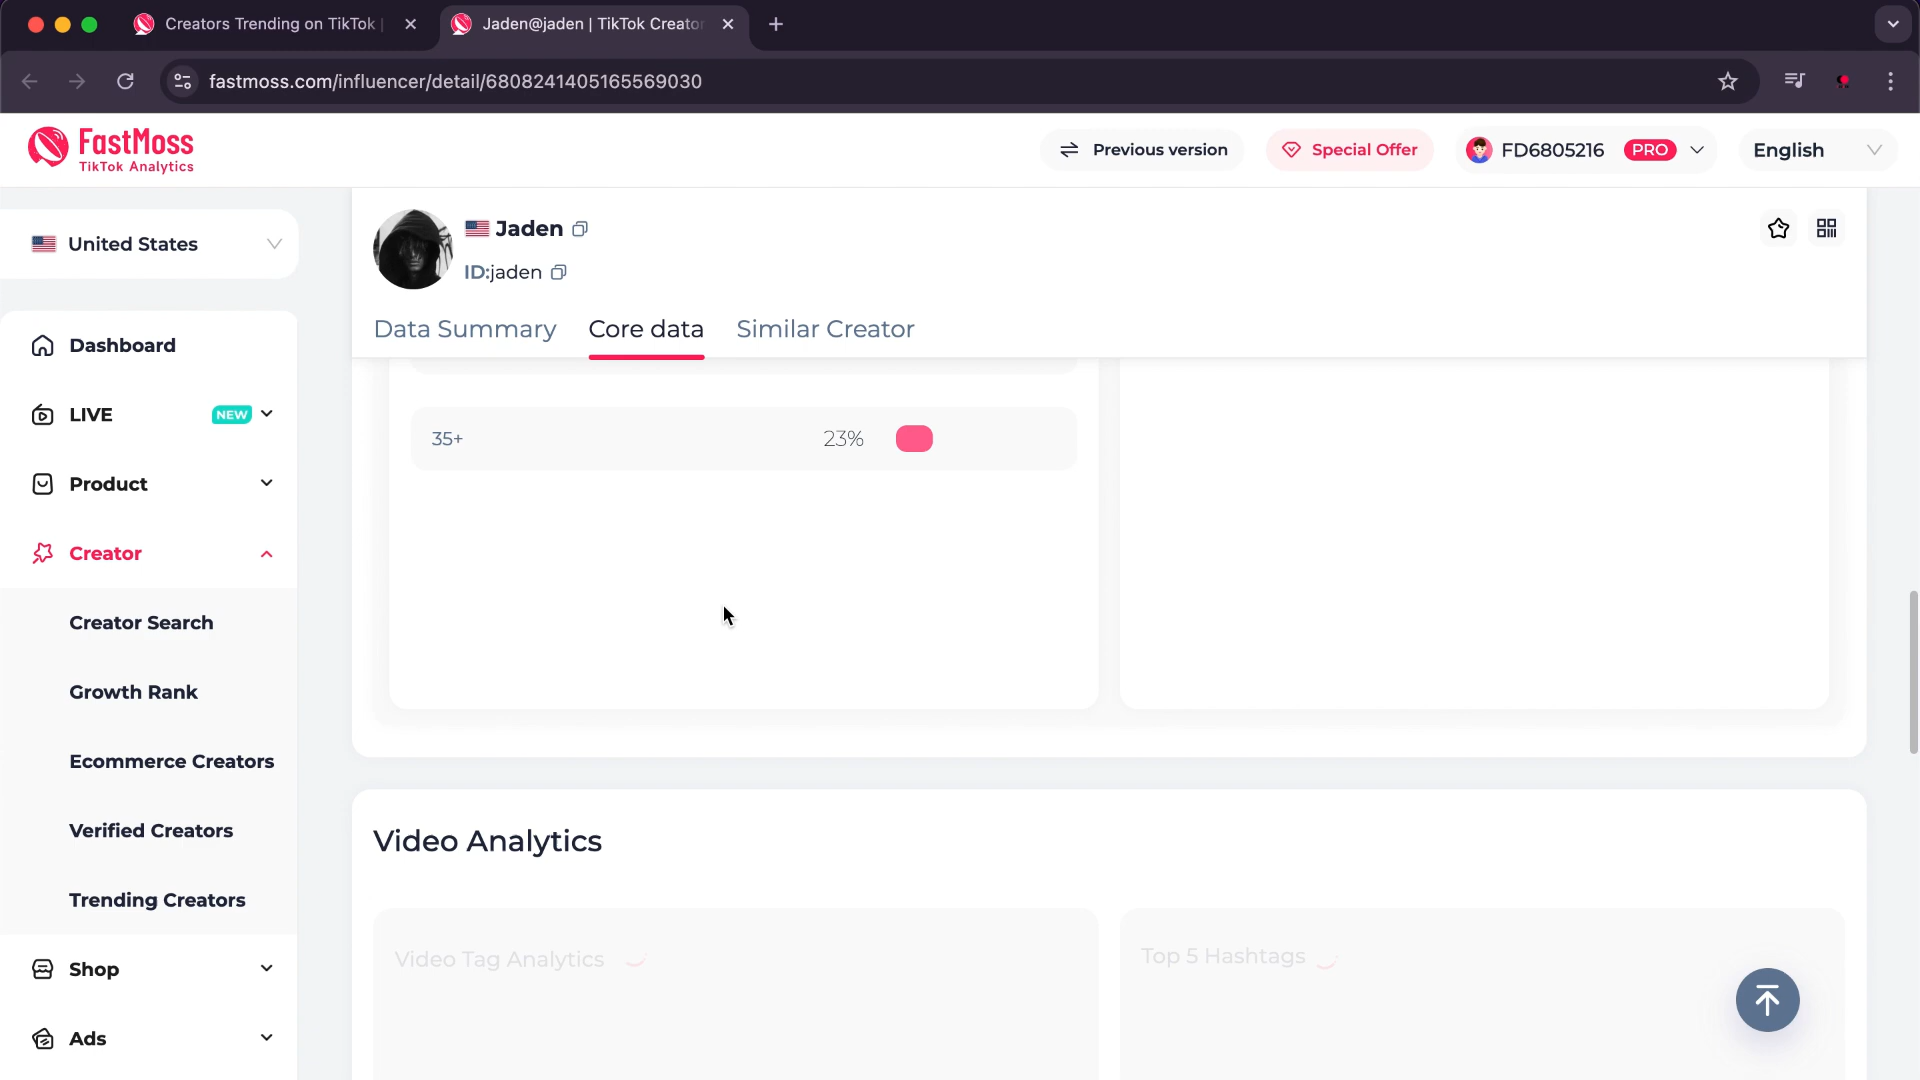 Creators Trending on TikTok |
Jaden@jaden | TikTok Creator
fastmoss.com/influencer/detail/6808241405165569030
FastMoss
TikTok Analytics
Previous version
Special Offer
FD6805216
PRO
English
United States
Jaden
ID:jaden
Data Summary
Core data
Similar Creator
Dashboard
LIVE
NEW
Product
Creator
Creator Search
Growth Rank
Ecommerce Creators
Verified Creators
Trending Creators
Shop
Ads
35+
23%
Video Analytics
Video Tag Analytics
Top 5 Hashtags